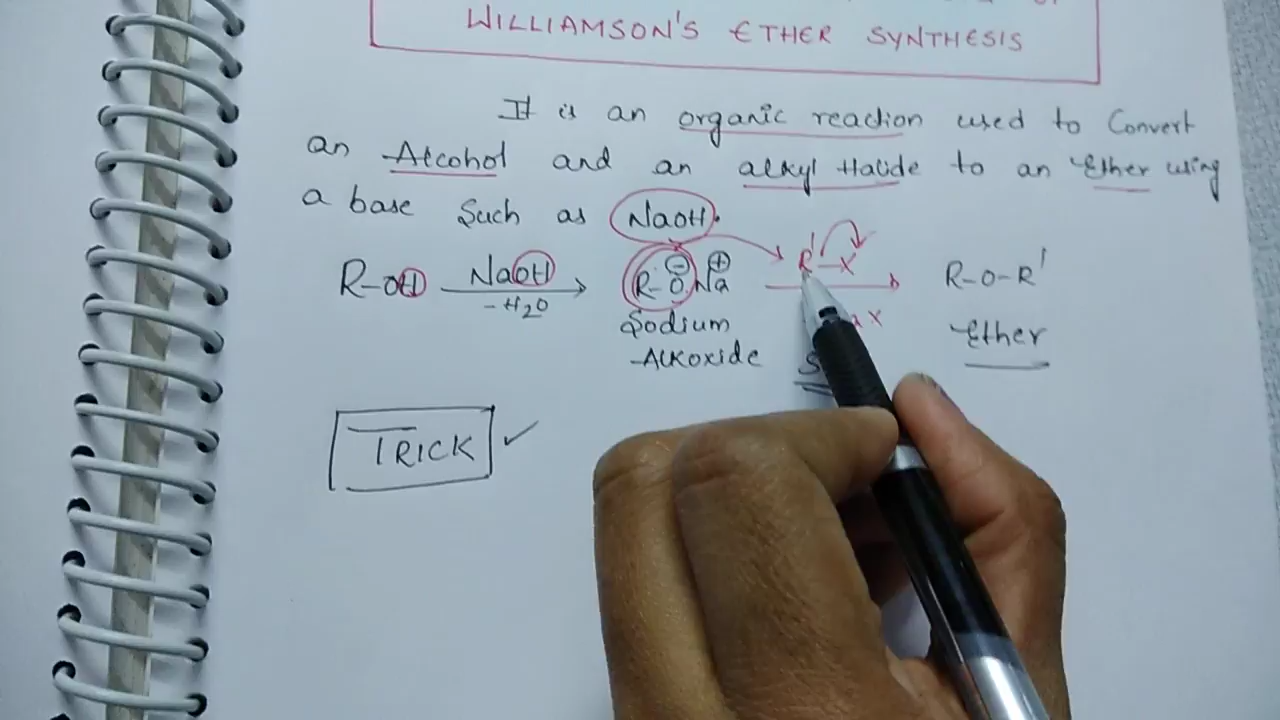 WILLIAMSON'S ETHER SYNTHESIS
It is an organic reaction used to Convert
an Alcohol and an alkyl Halide to an Ether using
a base Such as NaOH.
R-OH NaOH -H2O R-O⊖ Na⊕ R'-X R-O-R'
Sodium Alkoxide
Ether
TRICK ✓